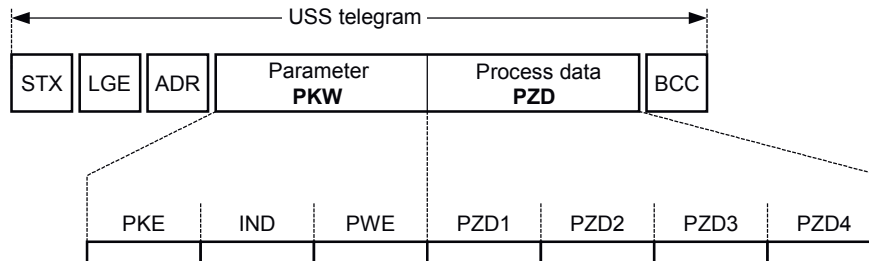 USS telegram
STX LGE ADR Parameter PKW Process data PZD BCC
PKE IND PWE PZD1 PZD2 PZD3 PZD4